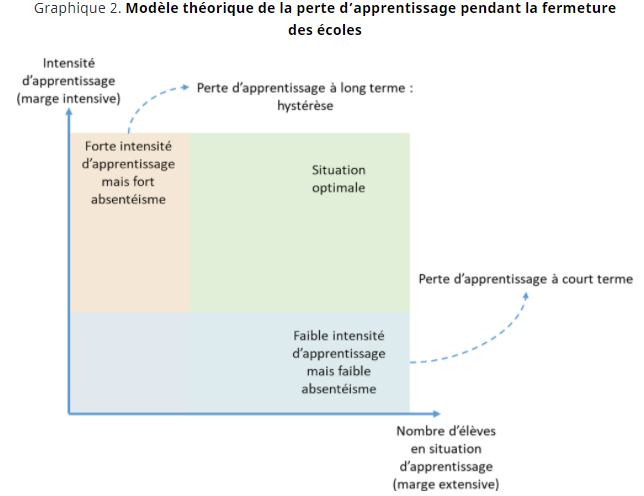 Graphique 2. Modèle théorique de la perte d'apprentissage pendant la fermeture
des écoles
Intensité
d'apprentissage
(marge intensive)
Perte d'apprentissage à long terme :
hystérèse
Forte intensité
d'apprentissage
mais fort
absentéisme
Situation
optimale
Perte d'apprentissage à court terme
Faible intensité
d'apprentissage
mais faible
absentéisme
Nombre d'élèves
en situation
d'apprentissage
(marge extensive)